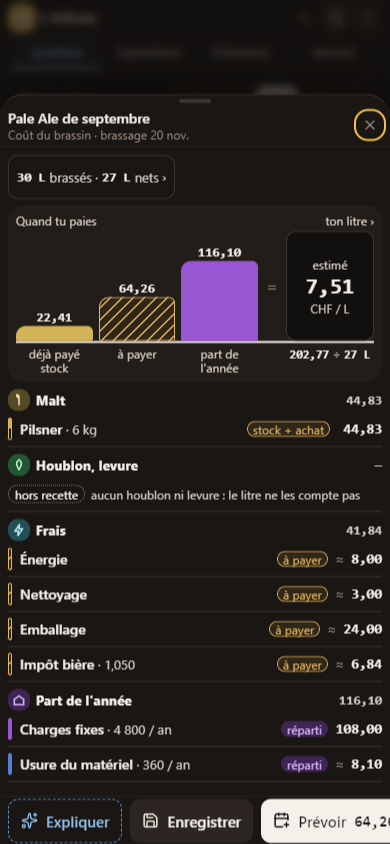 Pale Ale de septembre
Coût du brassin · brassage 20 nov.
30 L brassés · 27 L nets ›
Quand tu paies
ton litre ›
22,41
64,26
116,10
=
estimé
7,51
CHF / L
déjà payé
stock
à payer
part de
l'année
202,77 ÷ 27 L
Malt 44,83
Pilsner · 6 kg stock + achat 44,83
Houblon, levure —
hors recette aucun houblon ni levure : le litre ne les compte pas
Frais 41,84
Énergie à payer ≈ 8,00
Nettoyage à payer ≈ 3,00
Emballage à payer ≈ 24,00
Impôt bière · 1,050 à payer ≈ 6,84
Part de l'année 116,10
Charges fixes · 4 800 / an réparti 108,00
Usure du matériel · 360 / an réparti ≈ 8,10
Expliquer Enregistrer Prévoir